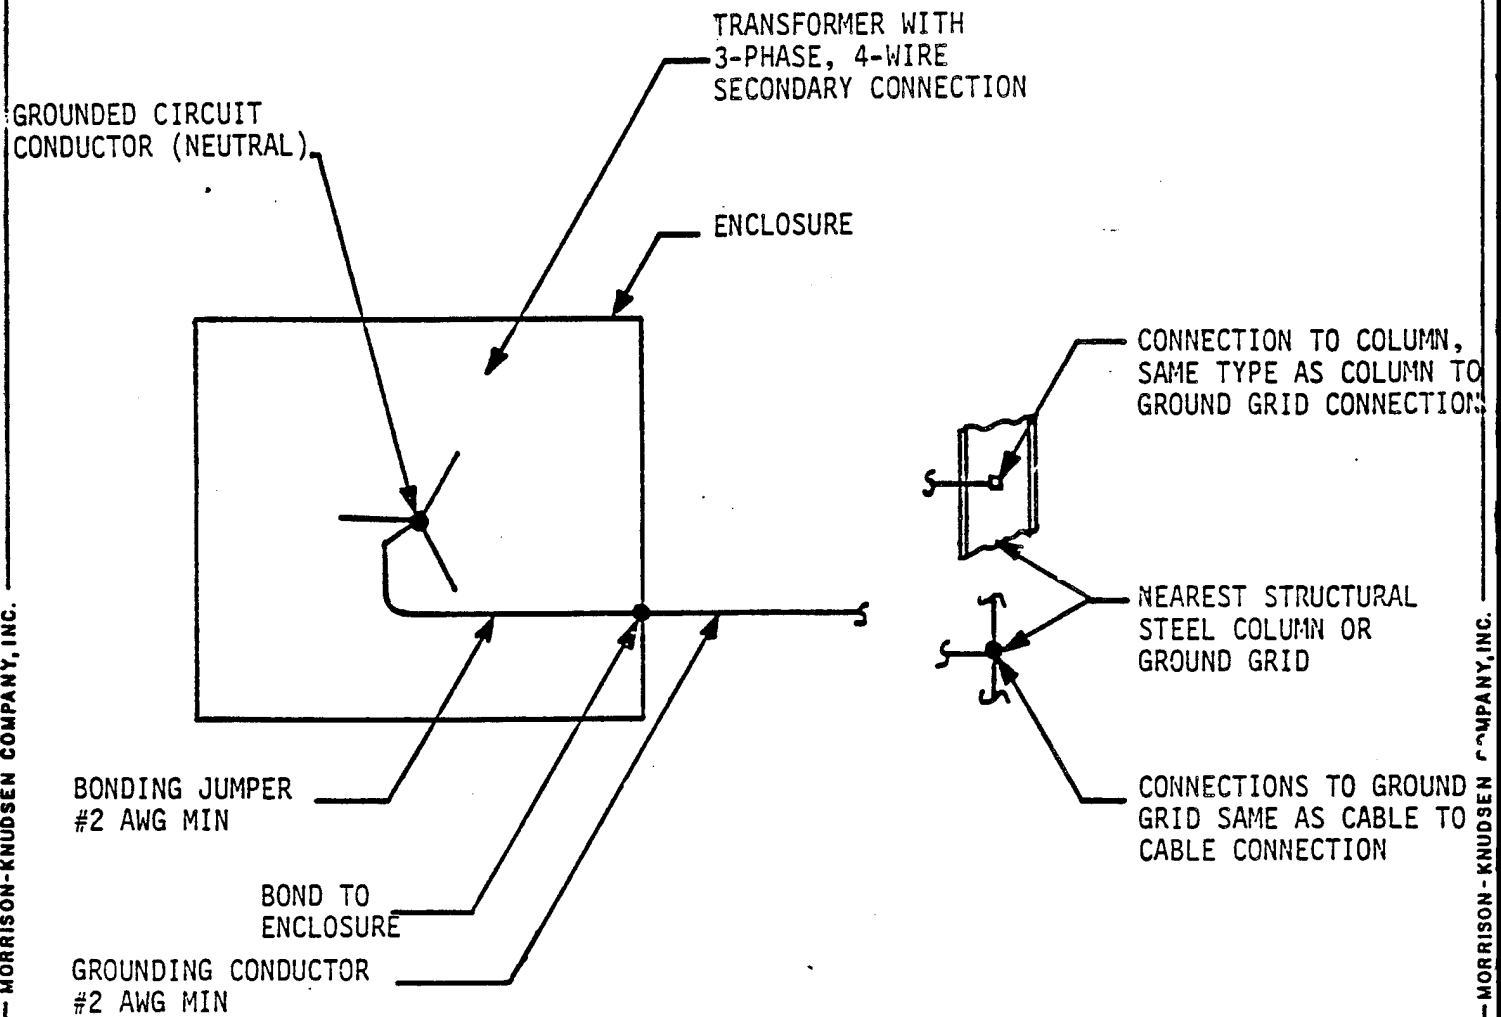 TRANSFORMER WITH
3-PHASE, 4-WIRE
SECONDARY CONNECTION
GROUNDED CIRCUIT
CONDUCTOR (NEUTRAL)
ENCLOSURE
CONNECTION TO COLUMN,
SAME TYPE AS COLUMN TO
GROUND GRID CONNECTION
NEAREST STRUCTURAL
STEEL COLUMN OR
GROUND GRID
BONDING JUMPER
#2 AWG MIN
CONNECTIONS TO GROUND
GRID SAME AS CABLE TO
CABLE CONNECTION
BOND TO
ENCLOSURE
GROUNDING CONDUCTOR
#2 AWG MIN
MORRISON-KNUDSEN COMPANY, INC.
MORRISON-KNUDSEN COMPANY, INC.